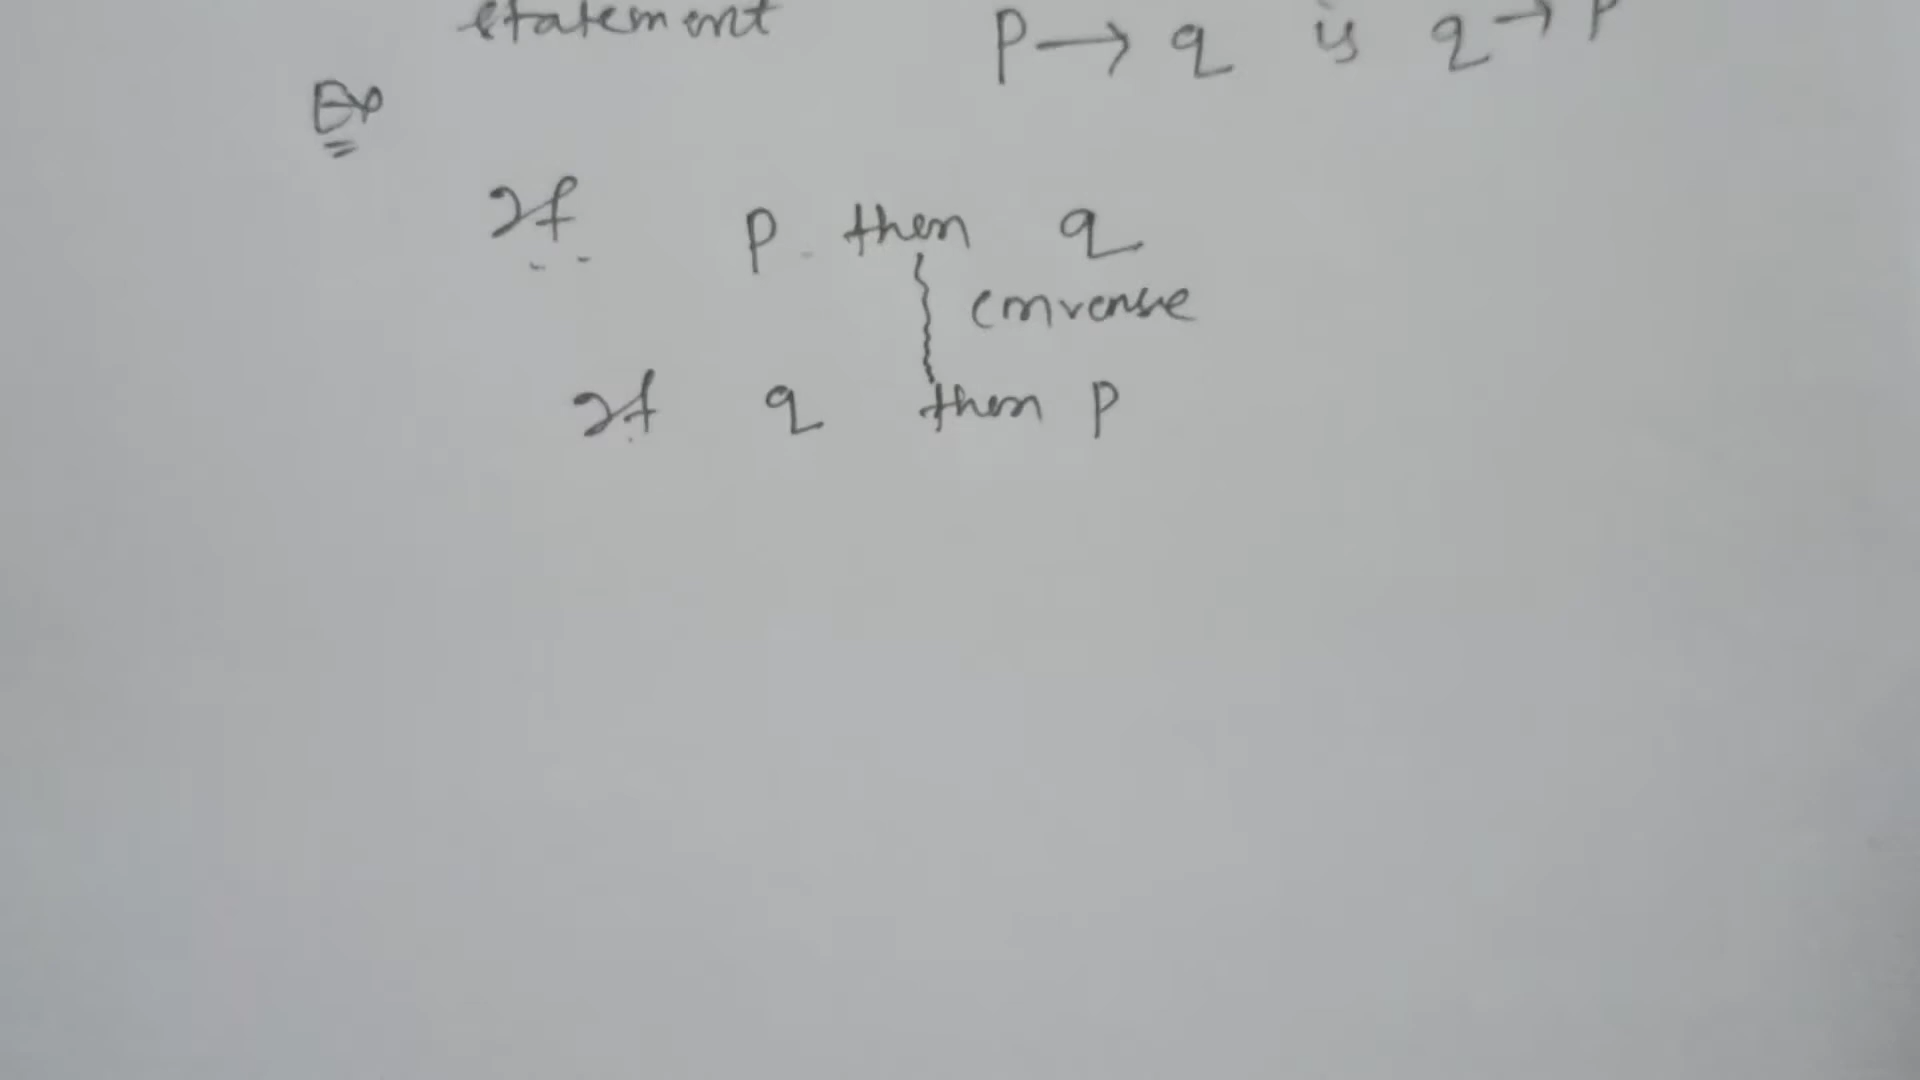 statement P → q is q → P
Ex
If p then q
converse
If q then p